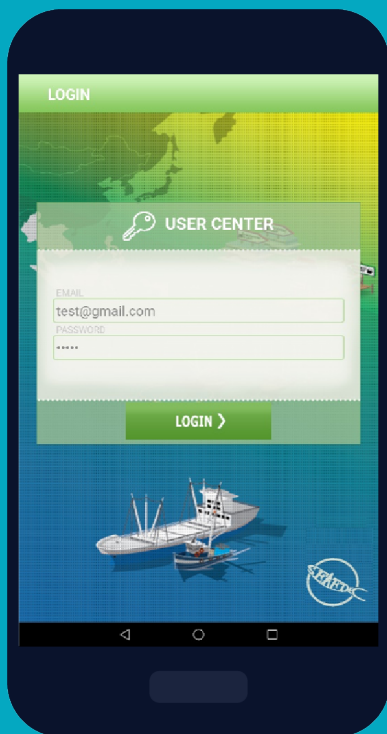 LOGIN
USER CENTER
EMAIL
test@gmail.com
PASSWORD
•••••
LOGIN ❯